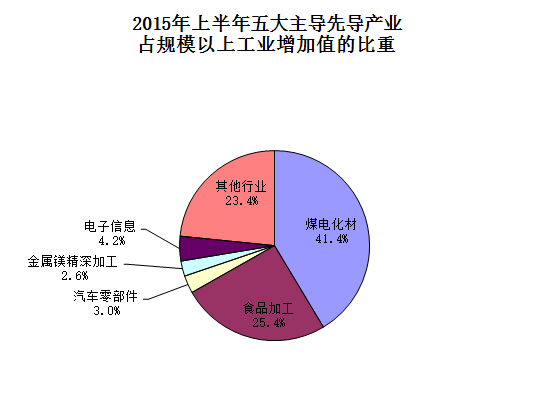 2015年上半年五大主导先导产业
占规模以上工业增加值的比重
其他行业
23.4%
煤电化材
41.4%
电子信息
4.2%
金属镁精深加工
2.6%
汽车零部件
3.0%
食品加工
25.4%